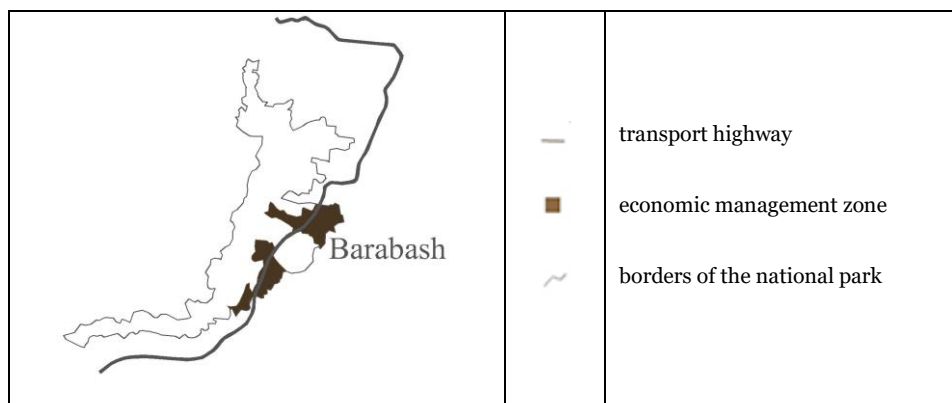 Barabash
transport highway
economic management zone
borders of the national park